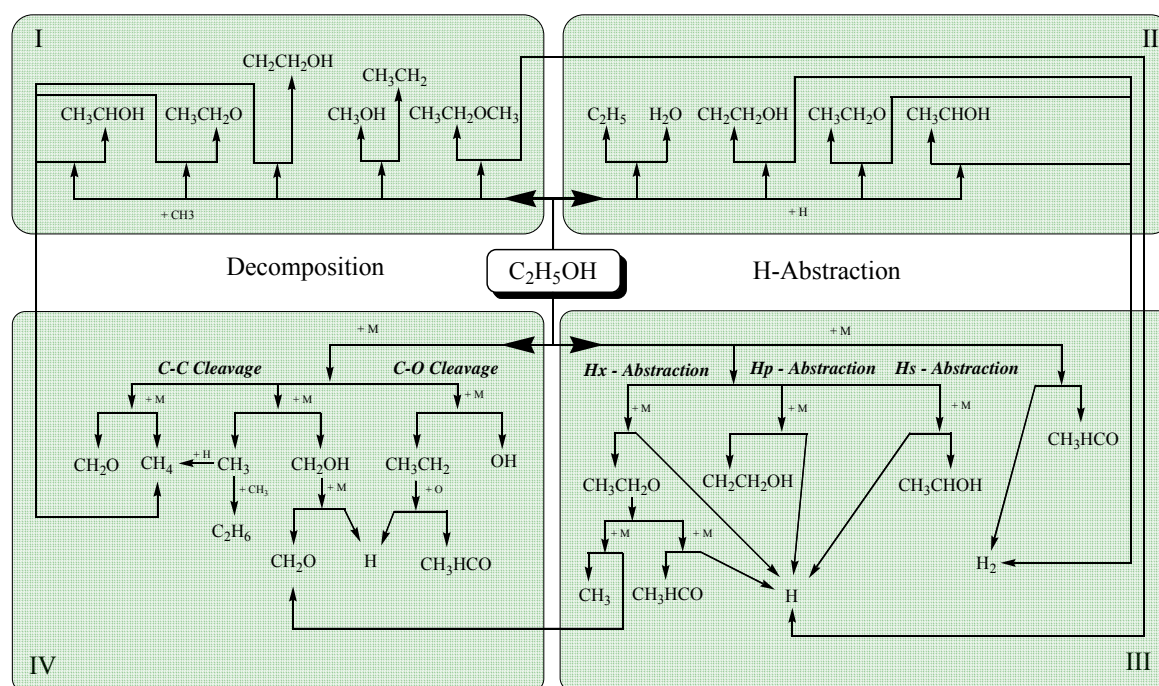 I
II
CH₂CH₂OH
CH₃CH₂
CH₃CHOH CH₃CH₂O CH₃OH CH₃CH₂OCH₃
C₂H₅ H₂O CH₂CH₂OH CH₃CH₂O CH₃CHOH
+ CH3
+ H
Decomposition
C₂H₅OH
H-Abstraction
+ M
+ M
C-C Cleavage
C-O Cleavage
Hx - Abstraction
Hp - Abstraction
Hs - Abstraction
+ M
+ M
+ M
+ M
+ M
+ M
CH₂O CH₄ + H CH₃ CH₂OH CH₃CH₂ OH
CH₃CH₂O CH₂CH₂OH CH₃CHOH CH₃HCO
+ CH₃
+ M
+ O
C₂H₆
+ M
+ M
CH₂O H CH₃HCO
H₂
CH₃ CH₃HCO H
IV
III